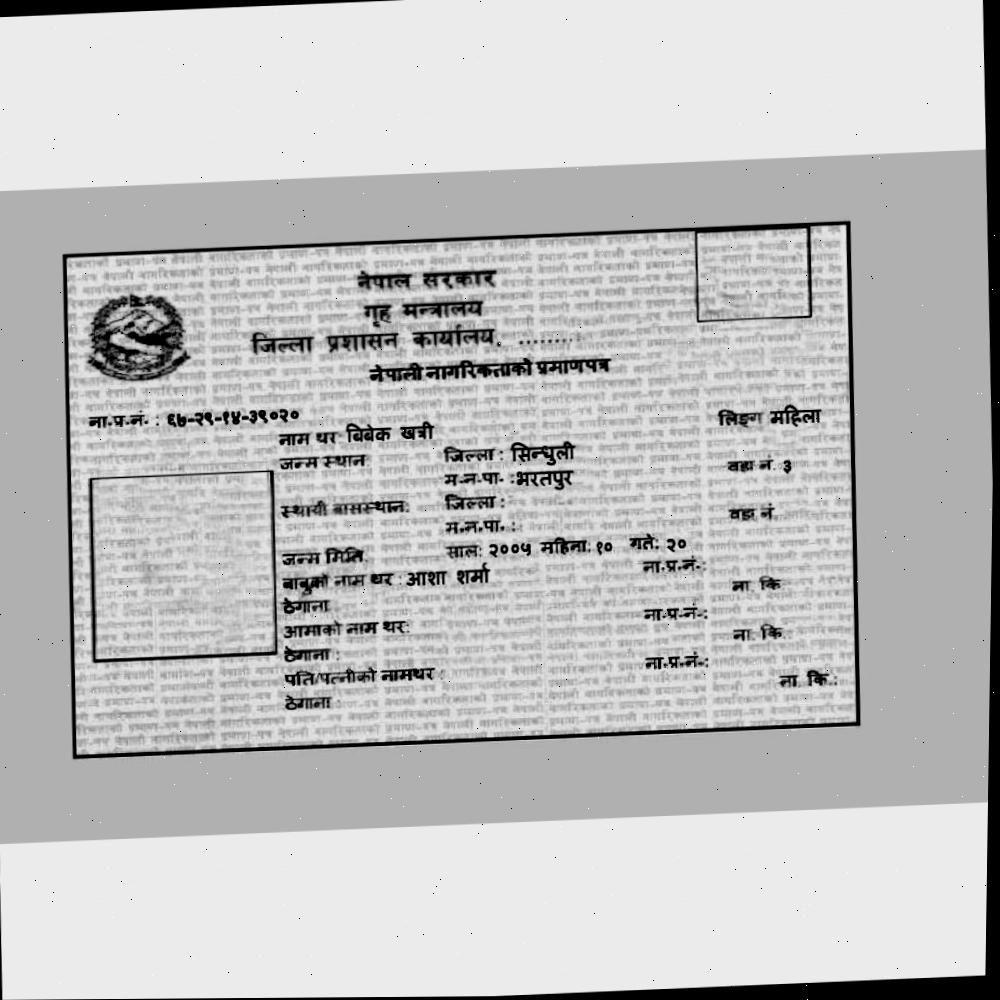 नेपाल सरकार
गृह मन्त्रालय
जिल्ला प्रशासन कार्यालय, ........
नेपाली नागरिकताको प्रमाणपत्र
ना.प्र.नं. : ६७-२९-१४-३९०२० लिङ्ग महिला
नाम थर बिबेक खत्री
जन्म स्थान जिल्ला : सिन्धुली
म.न.पा. : भरतपुर वडा नं. ३
स्थायी बासस्थान: जिल्ला :
म.न.पा. : वडा नं.
जन्म मिति. साल: २००५ महिना: १० गते: २०
बाबुको नाम थर : आशा शर्मा ना.प्र.नं.:
ठेगाना ना. कि
आमाको नाम थर: ना.प्र.नं.:
ठेगाना : ना. कि.
पति/पत्नीको नामथर : ना.प्र.नं.:
ठेगाना : ना. कि.: